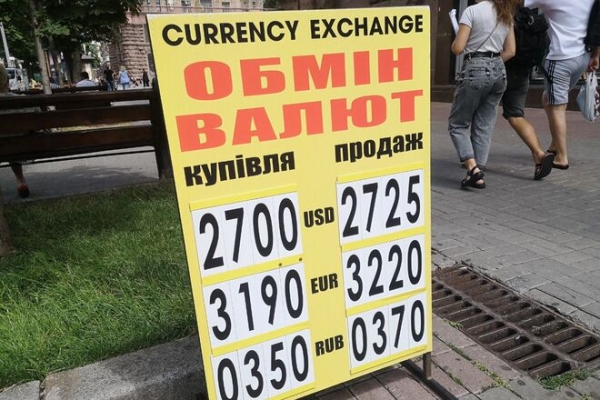 CURRENCY EXCHANGE
ОБМІН
ВАЛЮТ
купівля продаж
2700 USD 2725
3190 EUR 3220
0350 RUB 0370